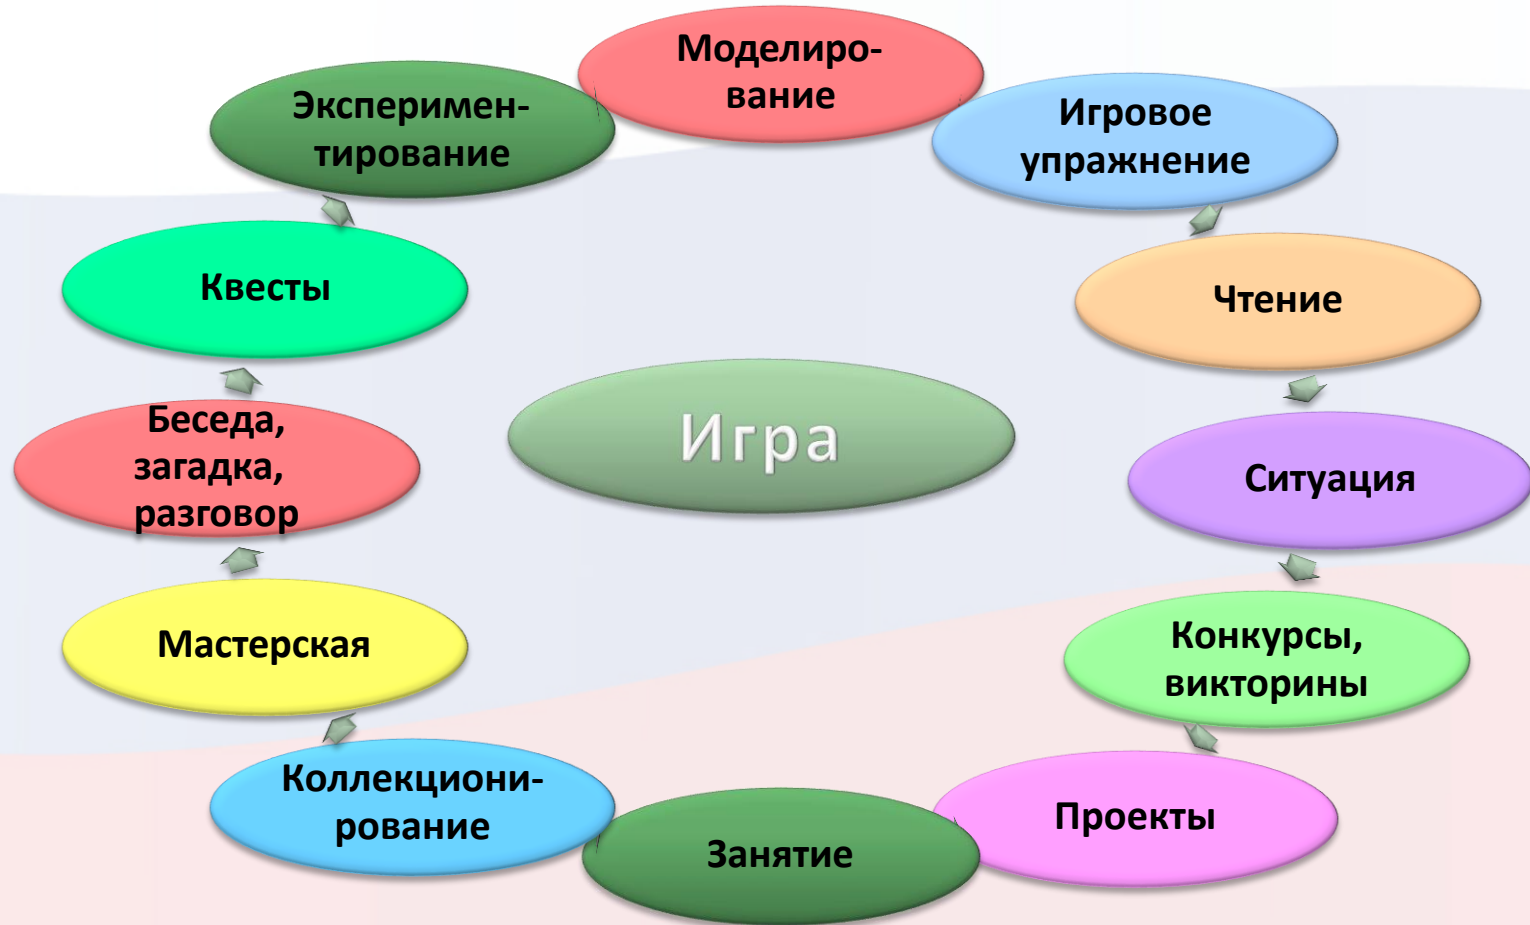 Моделиро-
вание
Игровое
упражнение
Чтение
Ситуация
Конкурсы,
викторины
Проекты
Занятие
Коллекциони-
рование
Мастерская
Беседа,
загадка,
разговор
Квесты
Эксперимен-
тирование
Игра